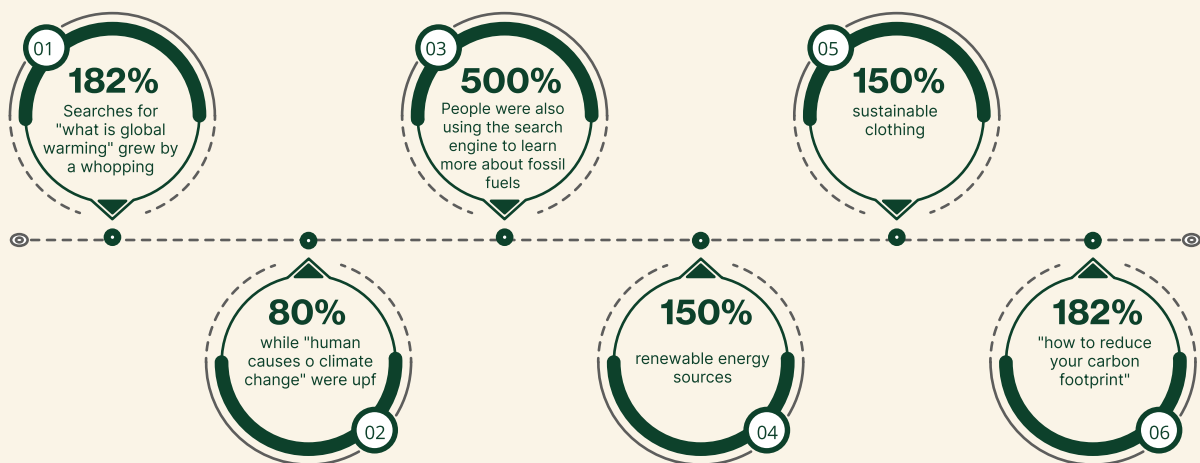 01
182%
Searches for
"what is global
warming" grew by
a whopping
02
80%
while "human
causes o climate
change" were upf
03
500%
People were also
using the search
engine to learn
more about fossil
fuels
04
150%
renewable energy
sources
05
150%
sustainable
clothing
06
182%
"how to reduce
your carbon
footprint"